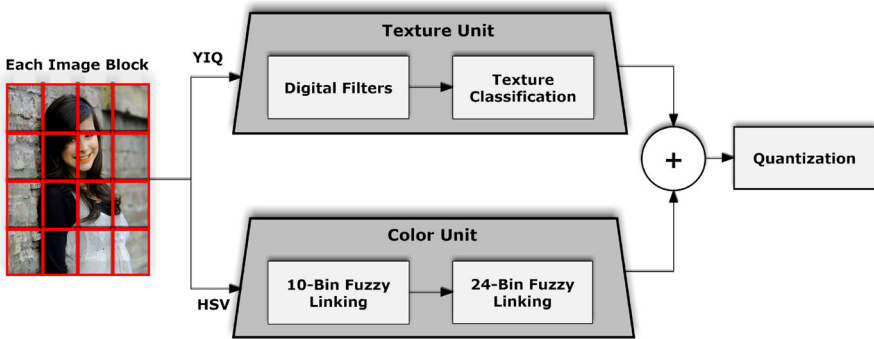 Each Image Block
YIQ
Texture Unit
Digital Filters
Texture
Classification
+
Quantization
HSV
Color Unit
10-Bin Fuzzy
Linking
24-Bin Fuzzy
Linking